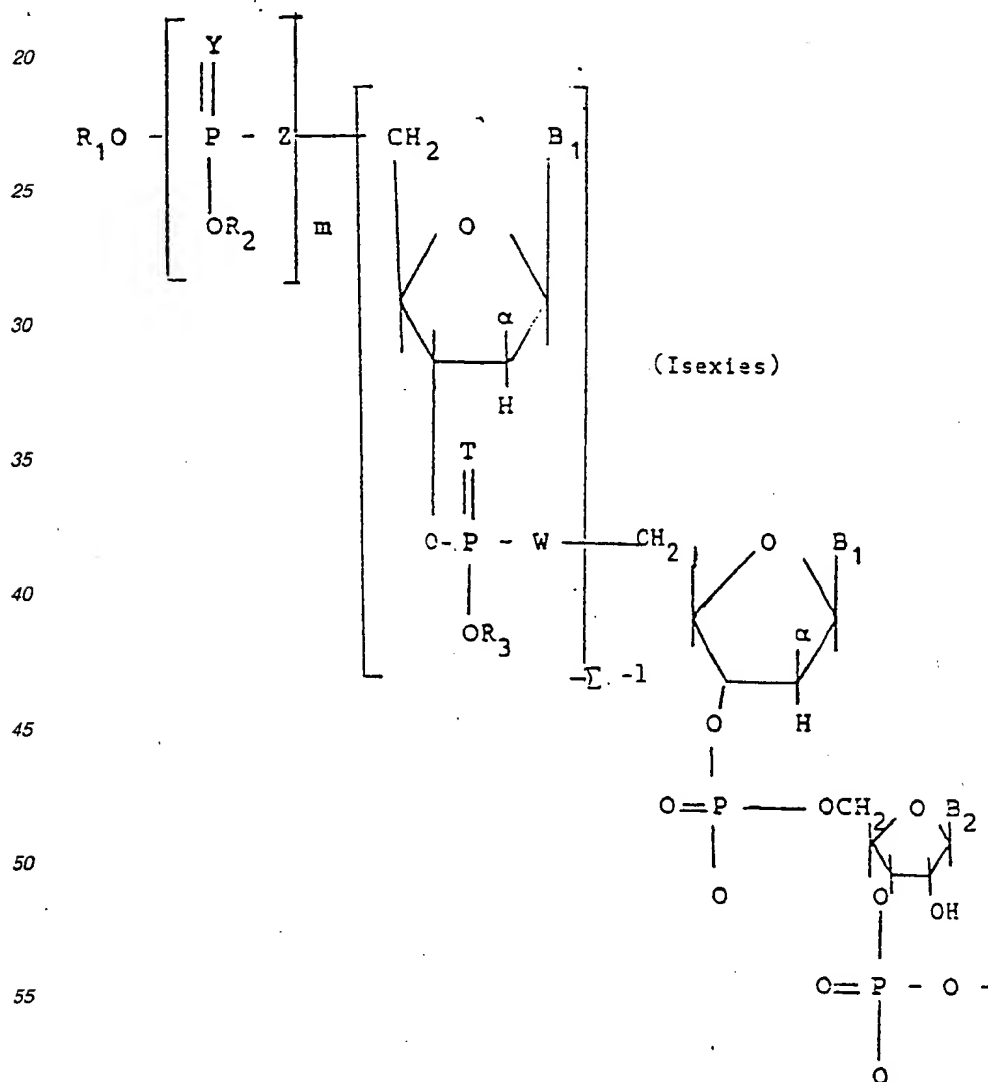 20
Y
R₁O - P - Z CH₂ B₁
25
OR₂ m O
30
α
(Isexies)
H
35
T
O-P - W CH₂ O B₁
40
OR₃ α
-Σ.-1
O H
45
O=P OCH₂ O B₂
50
O O OH
55
O=P - O -
O